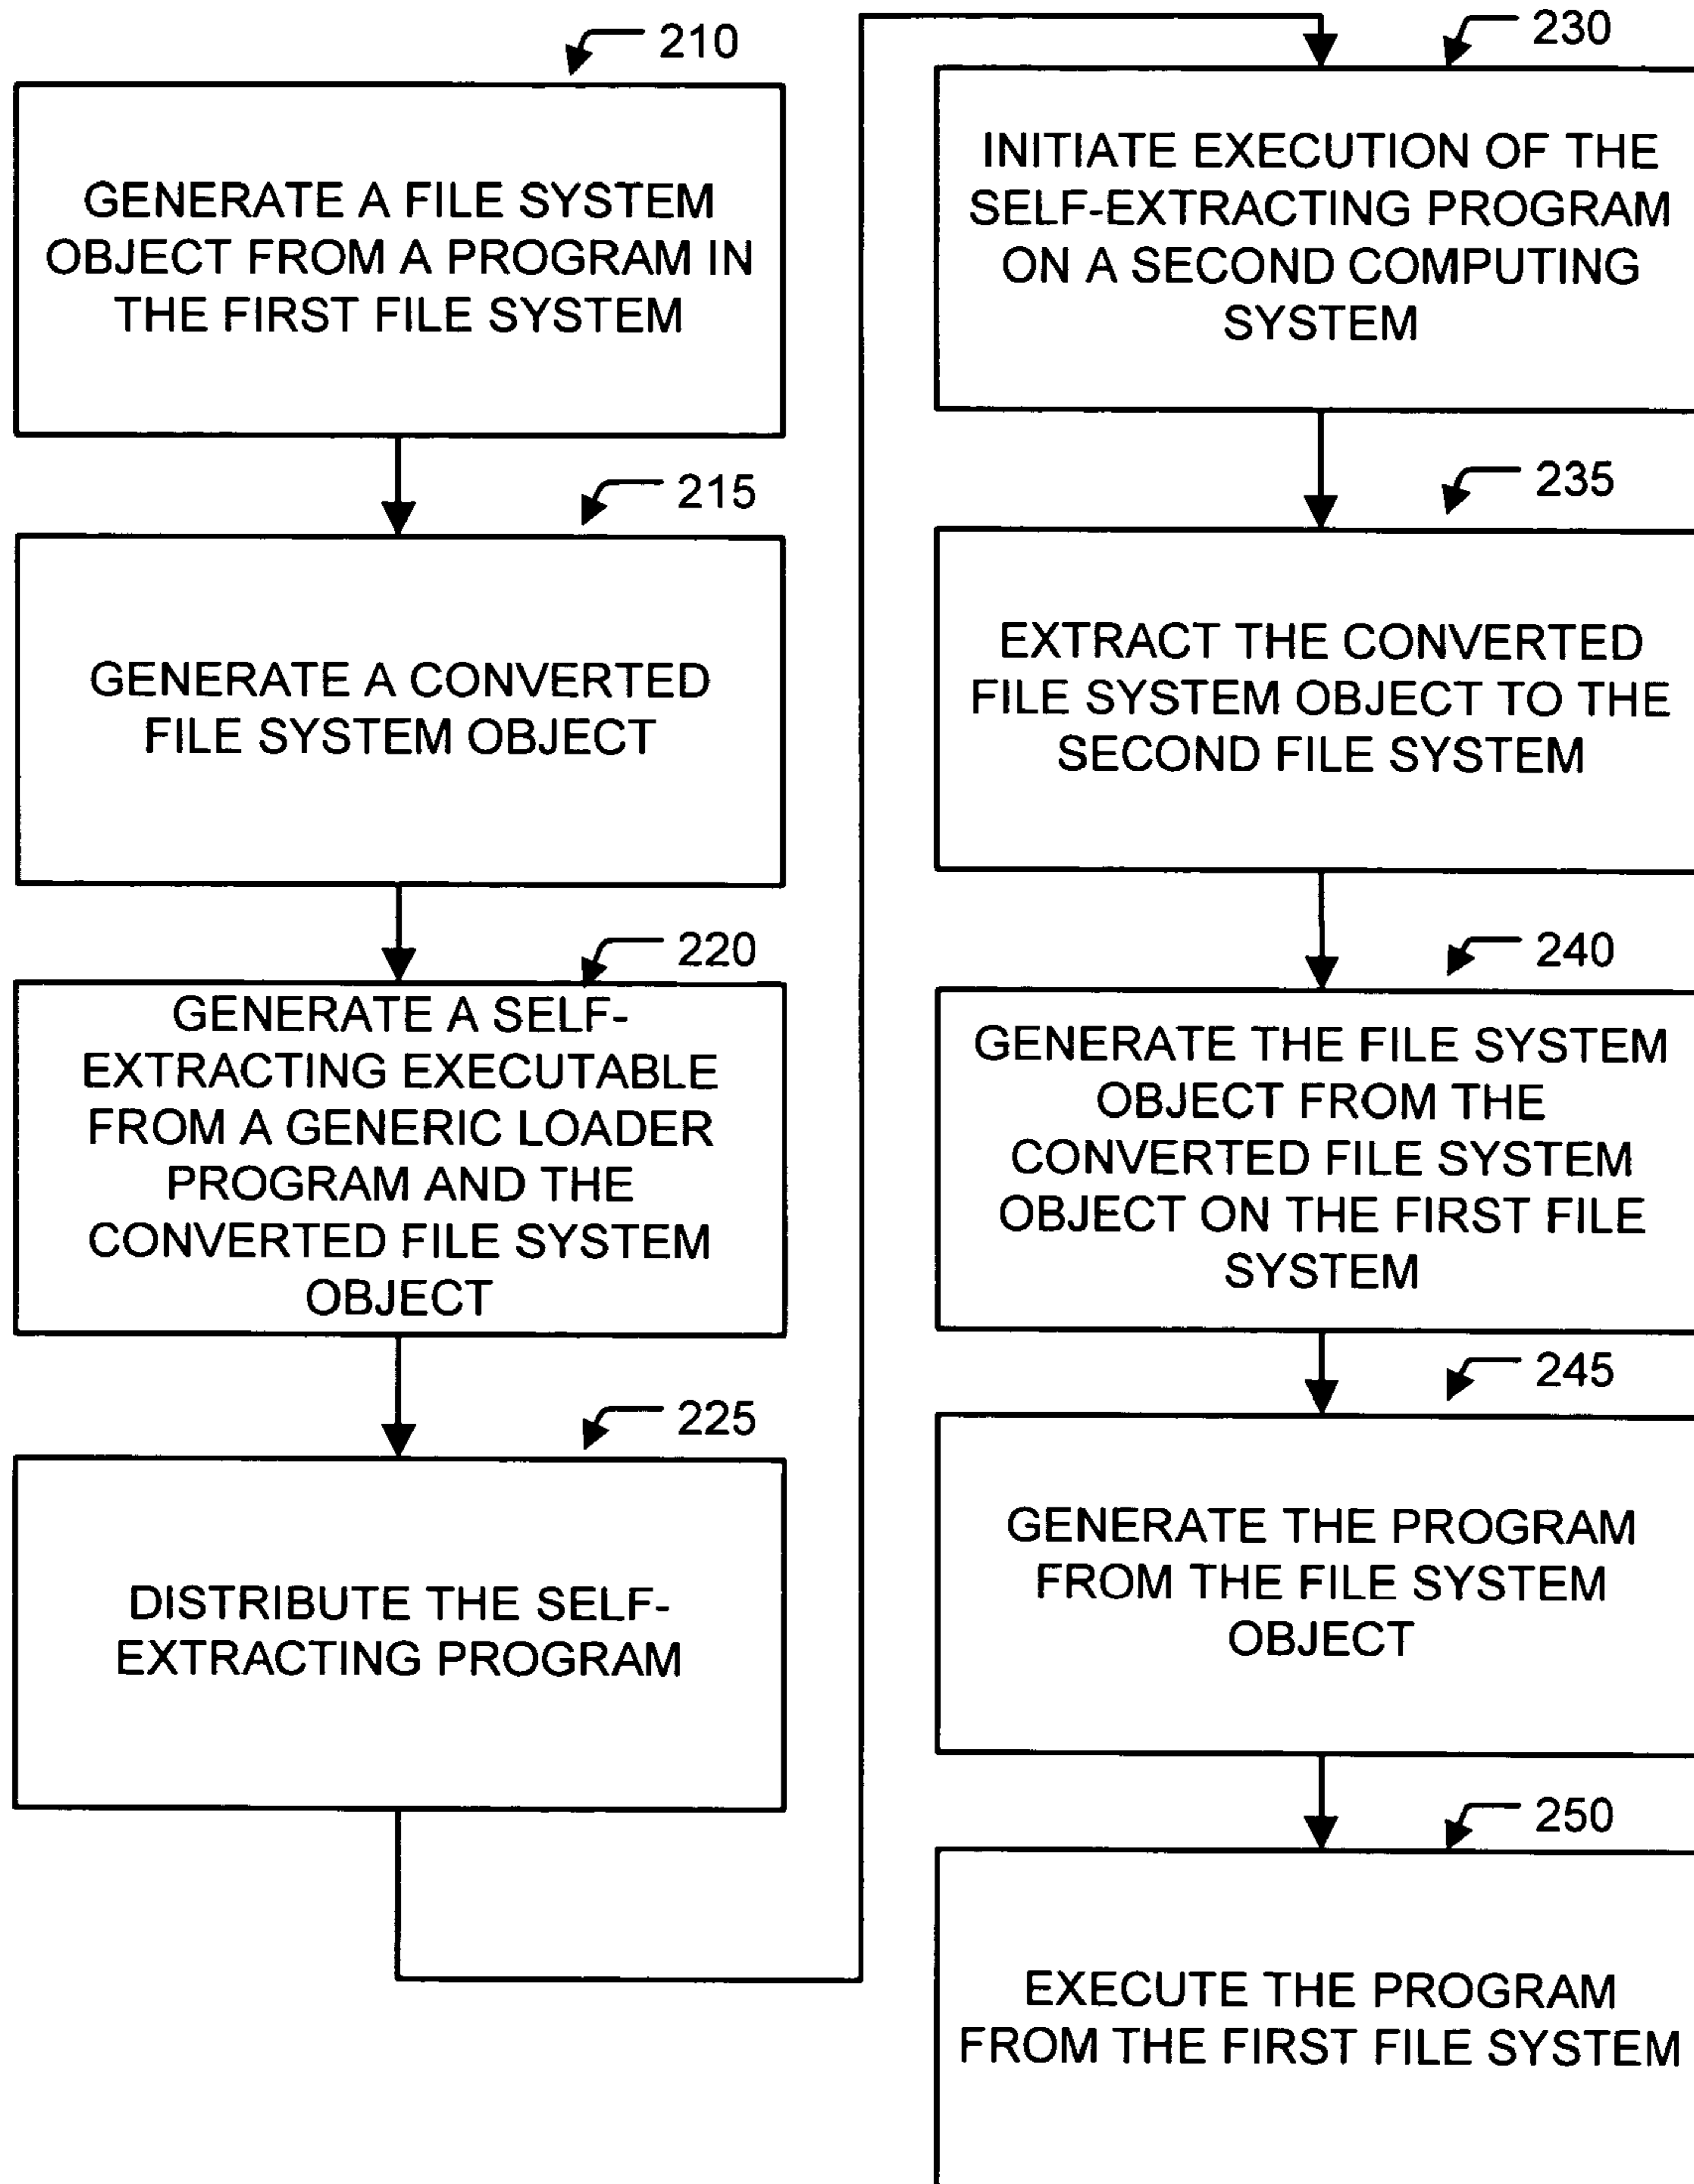 210
GENERATE A FILE SYSTEM
OBJECT FROM A PROGRAM IN
THE FIRST FILE SYSTEM
215
GENERATE A CONVERTED
FILE SYSTEM OBJECT
220
GENERATE A SELF-
EXTRACTING EXECUTABLE
FROM A GENERIC LOADER
PROGRAM AND THE
CONVERTED FILE SYSTEM
OBJECT
225
DISTRIBUTE THE SELF-
EXTRACTING PROGRAM
230
INITIATE EXECUTION OF THE
SELF-EXTRACTING PROGRAM
ON A SECOND COMPUTING
SYSTEM
235
EXTRACT THE CONVERTED
FILE SYSTEM OBJECT TO THE
SECOND FILE SYSTEM
240
GENERATE THE FILE SYSTEM
OBJECT FROM THE
CONVERTED FILE SYSTEM
OBJECT ON THE FIRST FILE
SYSTEM
245
GENERATE THE PROGRAM
FROM THE FILE SYSTEM
OBJECT
250
EXECUTE THE PROGRAM
FROM THE FIRST FILE SYSTEM